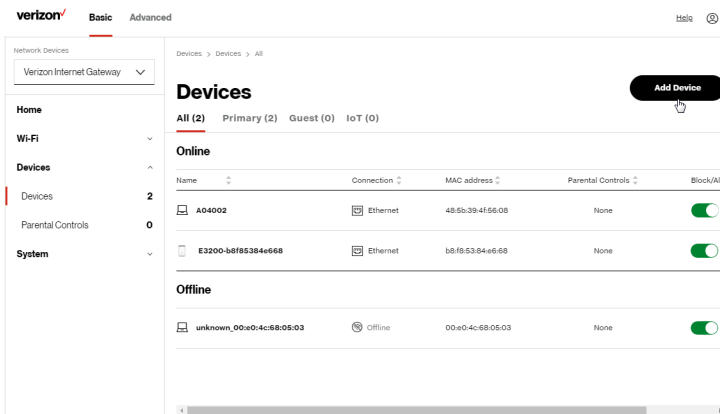 verizon Basic Advanced Help
Network Devices
Verizon Internet Gateway
Home
Wi-Fi
Devices
Devices 2
Parental Controls 0
System
Devices > Devices > All
Devices
Add Device
All (2) Primary (2) Guest (0) IoT (0)
Online
Name Connection MAC address Parental Controls Block/Al
A04002 Ethernet 48:5b:39:4f:56:08 None
E3200-b8f85384e668 Ethernet b8:f8:53:84:e6:68 None
Offline
unknown_00:e0:4c:68:05:03 Offline 00:e0:4c:68:05:03 None